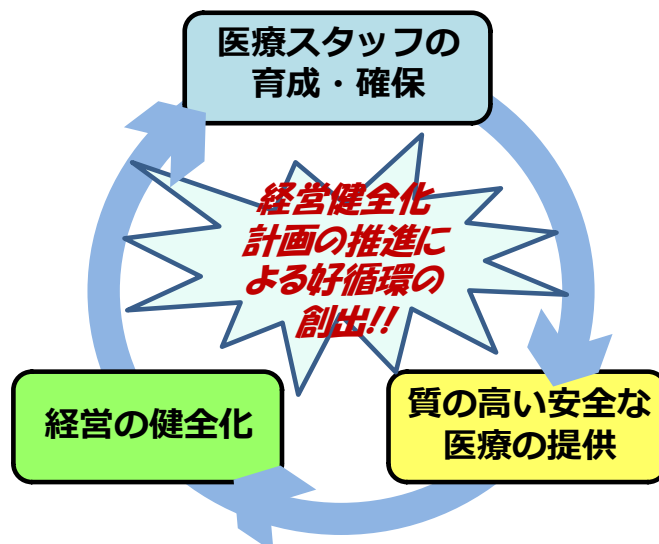 医療スタッフの
育成・確保
経営健全化
計画の推進に
よる好循環の
創出!!
経営の健全化
質の高い安全な
医療の提供